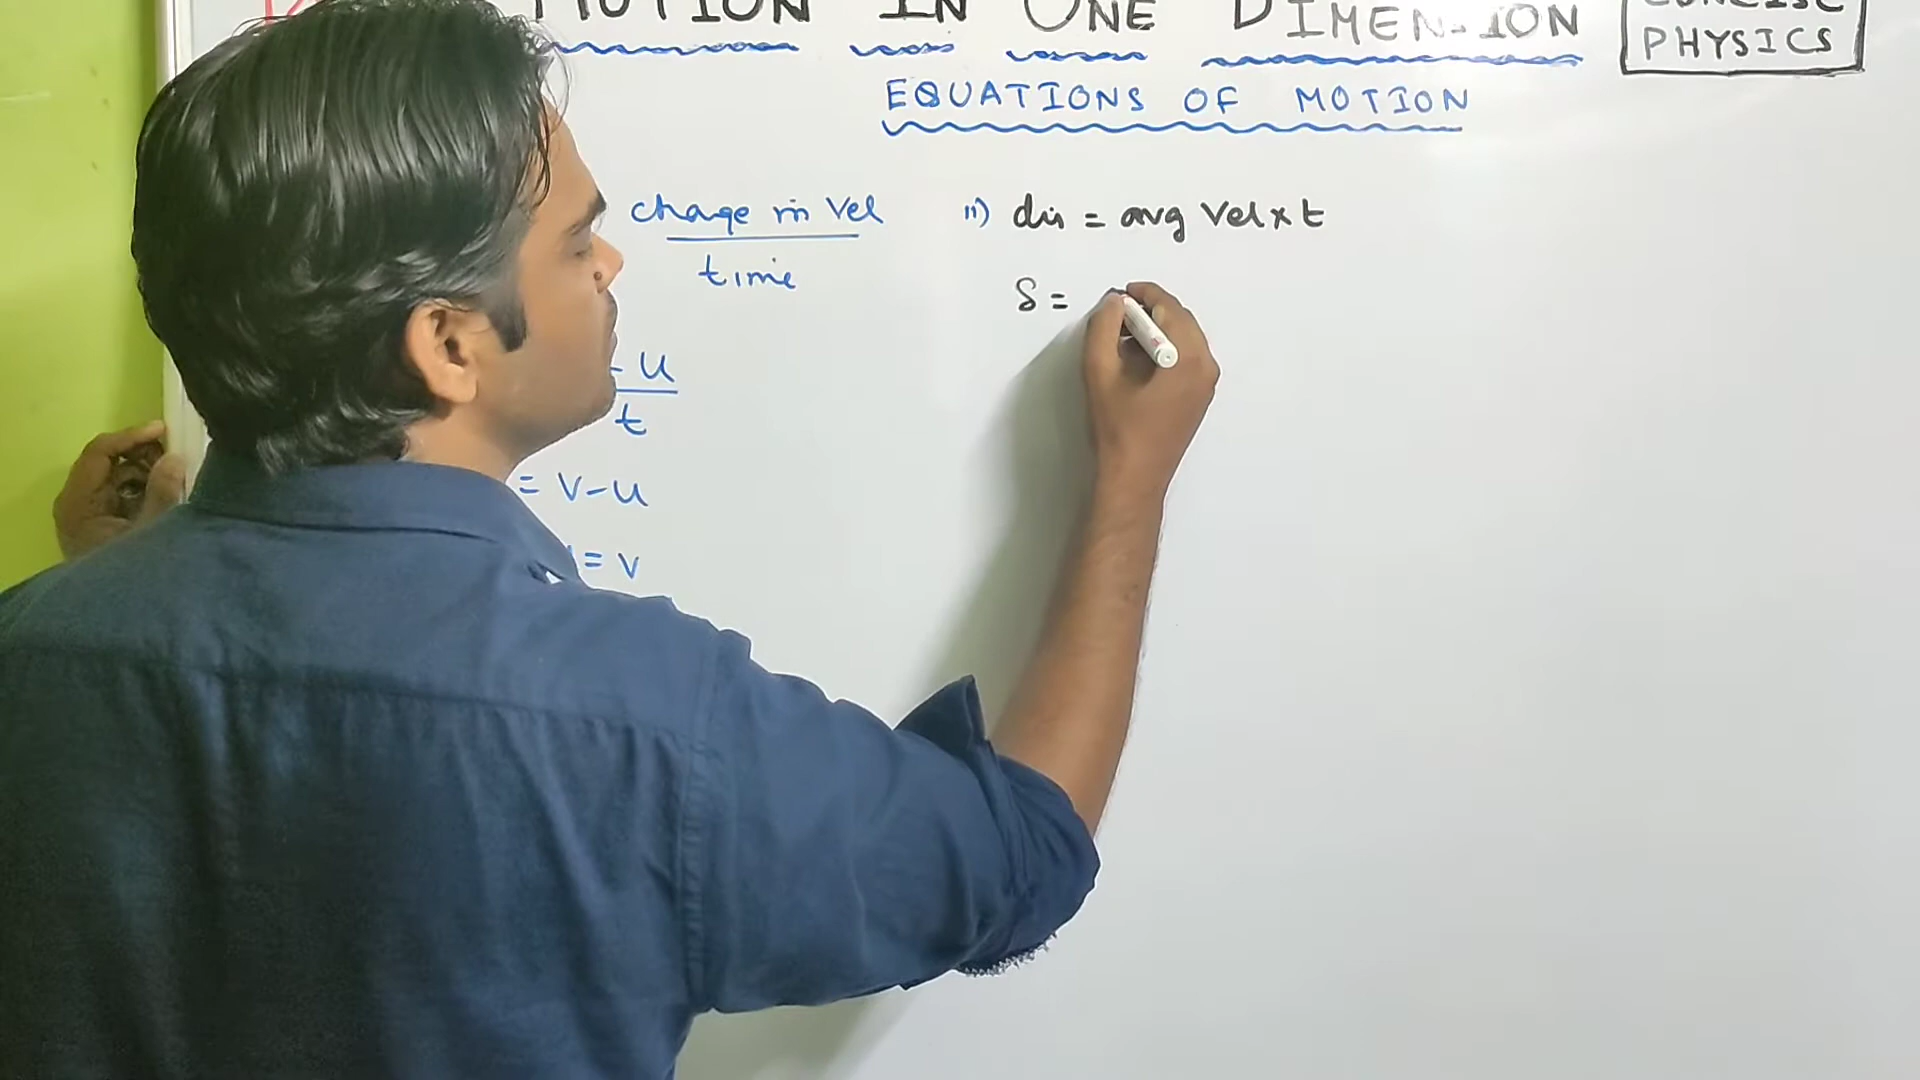 MOTION IN ONE DIMENSION
CONCISE
PHYSICS
EQUATIONS OF MOTION
change in Vel
time
- u
t
= v-u
= v
ii) dis = avg Vel x t
S =